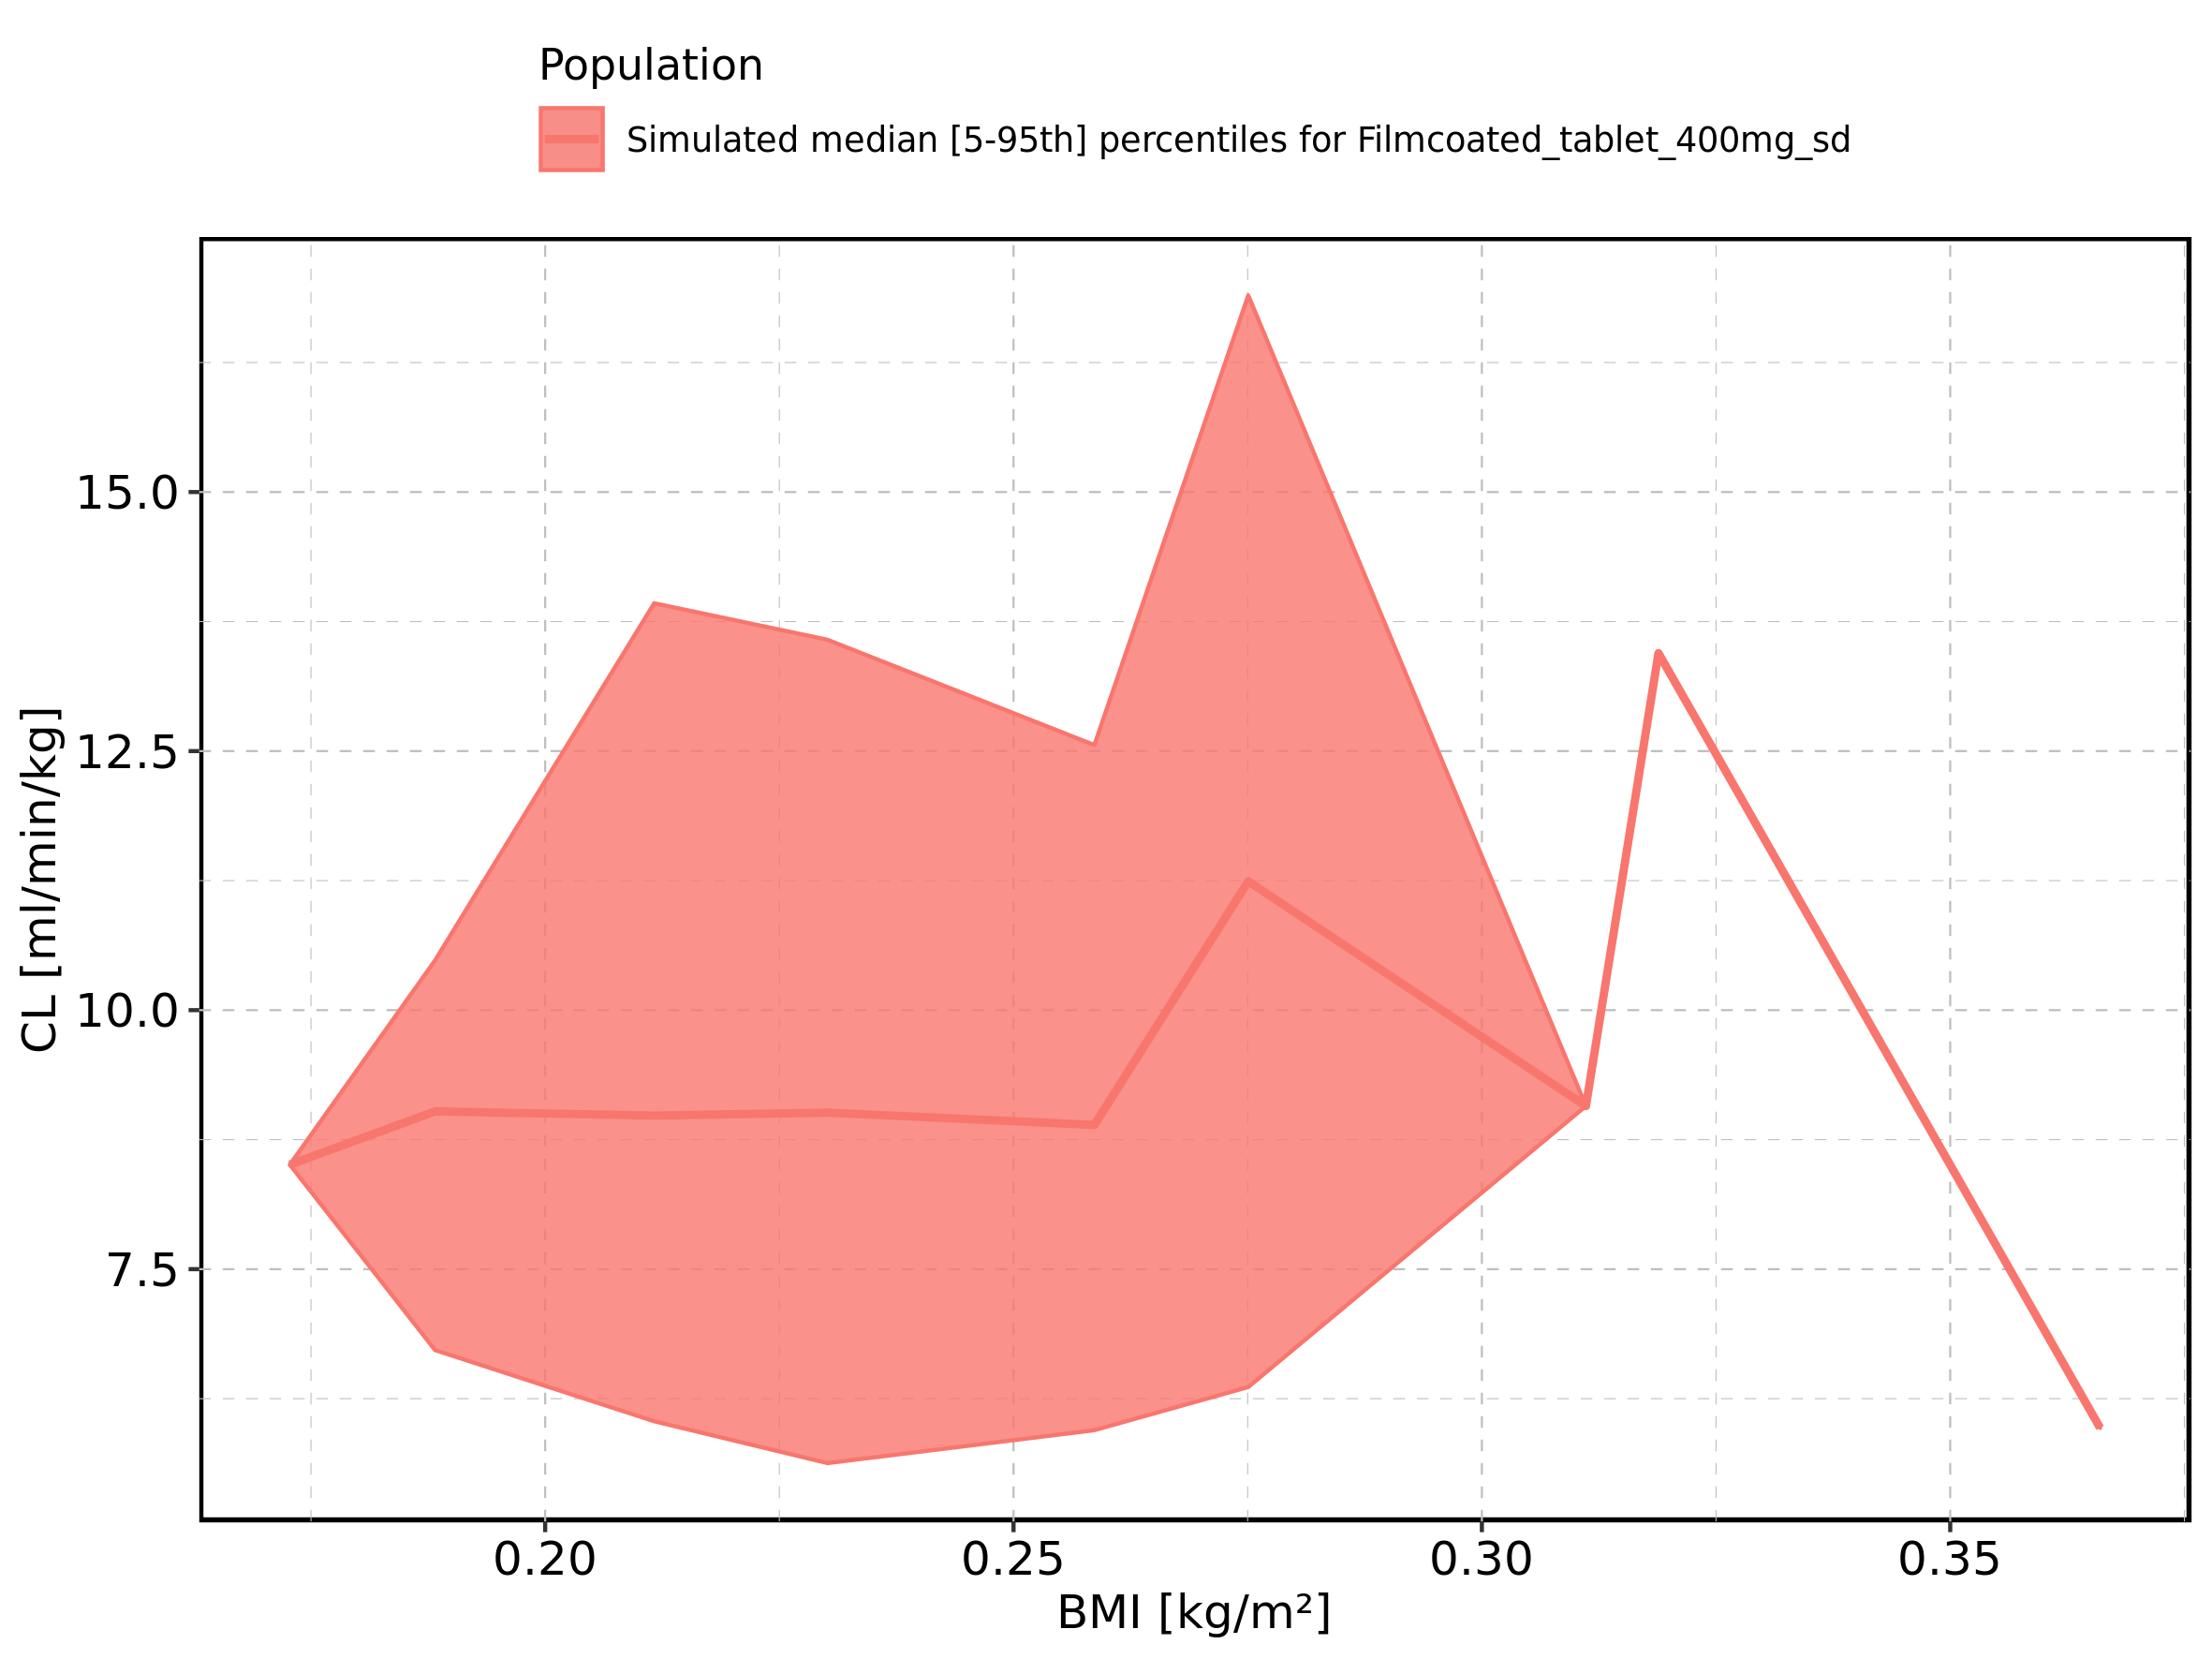 Population
Simulated median [5-95th] percentiles for Filmcoated_tablet_400mg_sd
CL [ml/min/kg]
15.0
12.5
10.0
7.5
0.20 0.25 0.30 0.35
BMI [kg/m²]